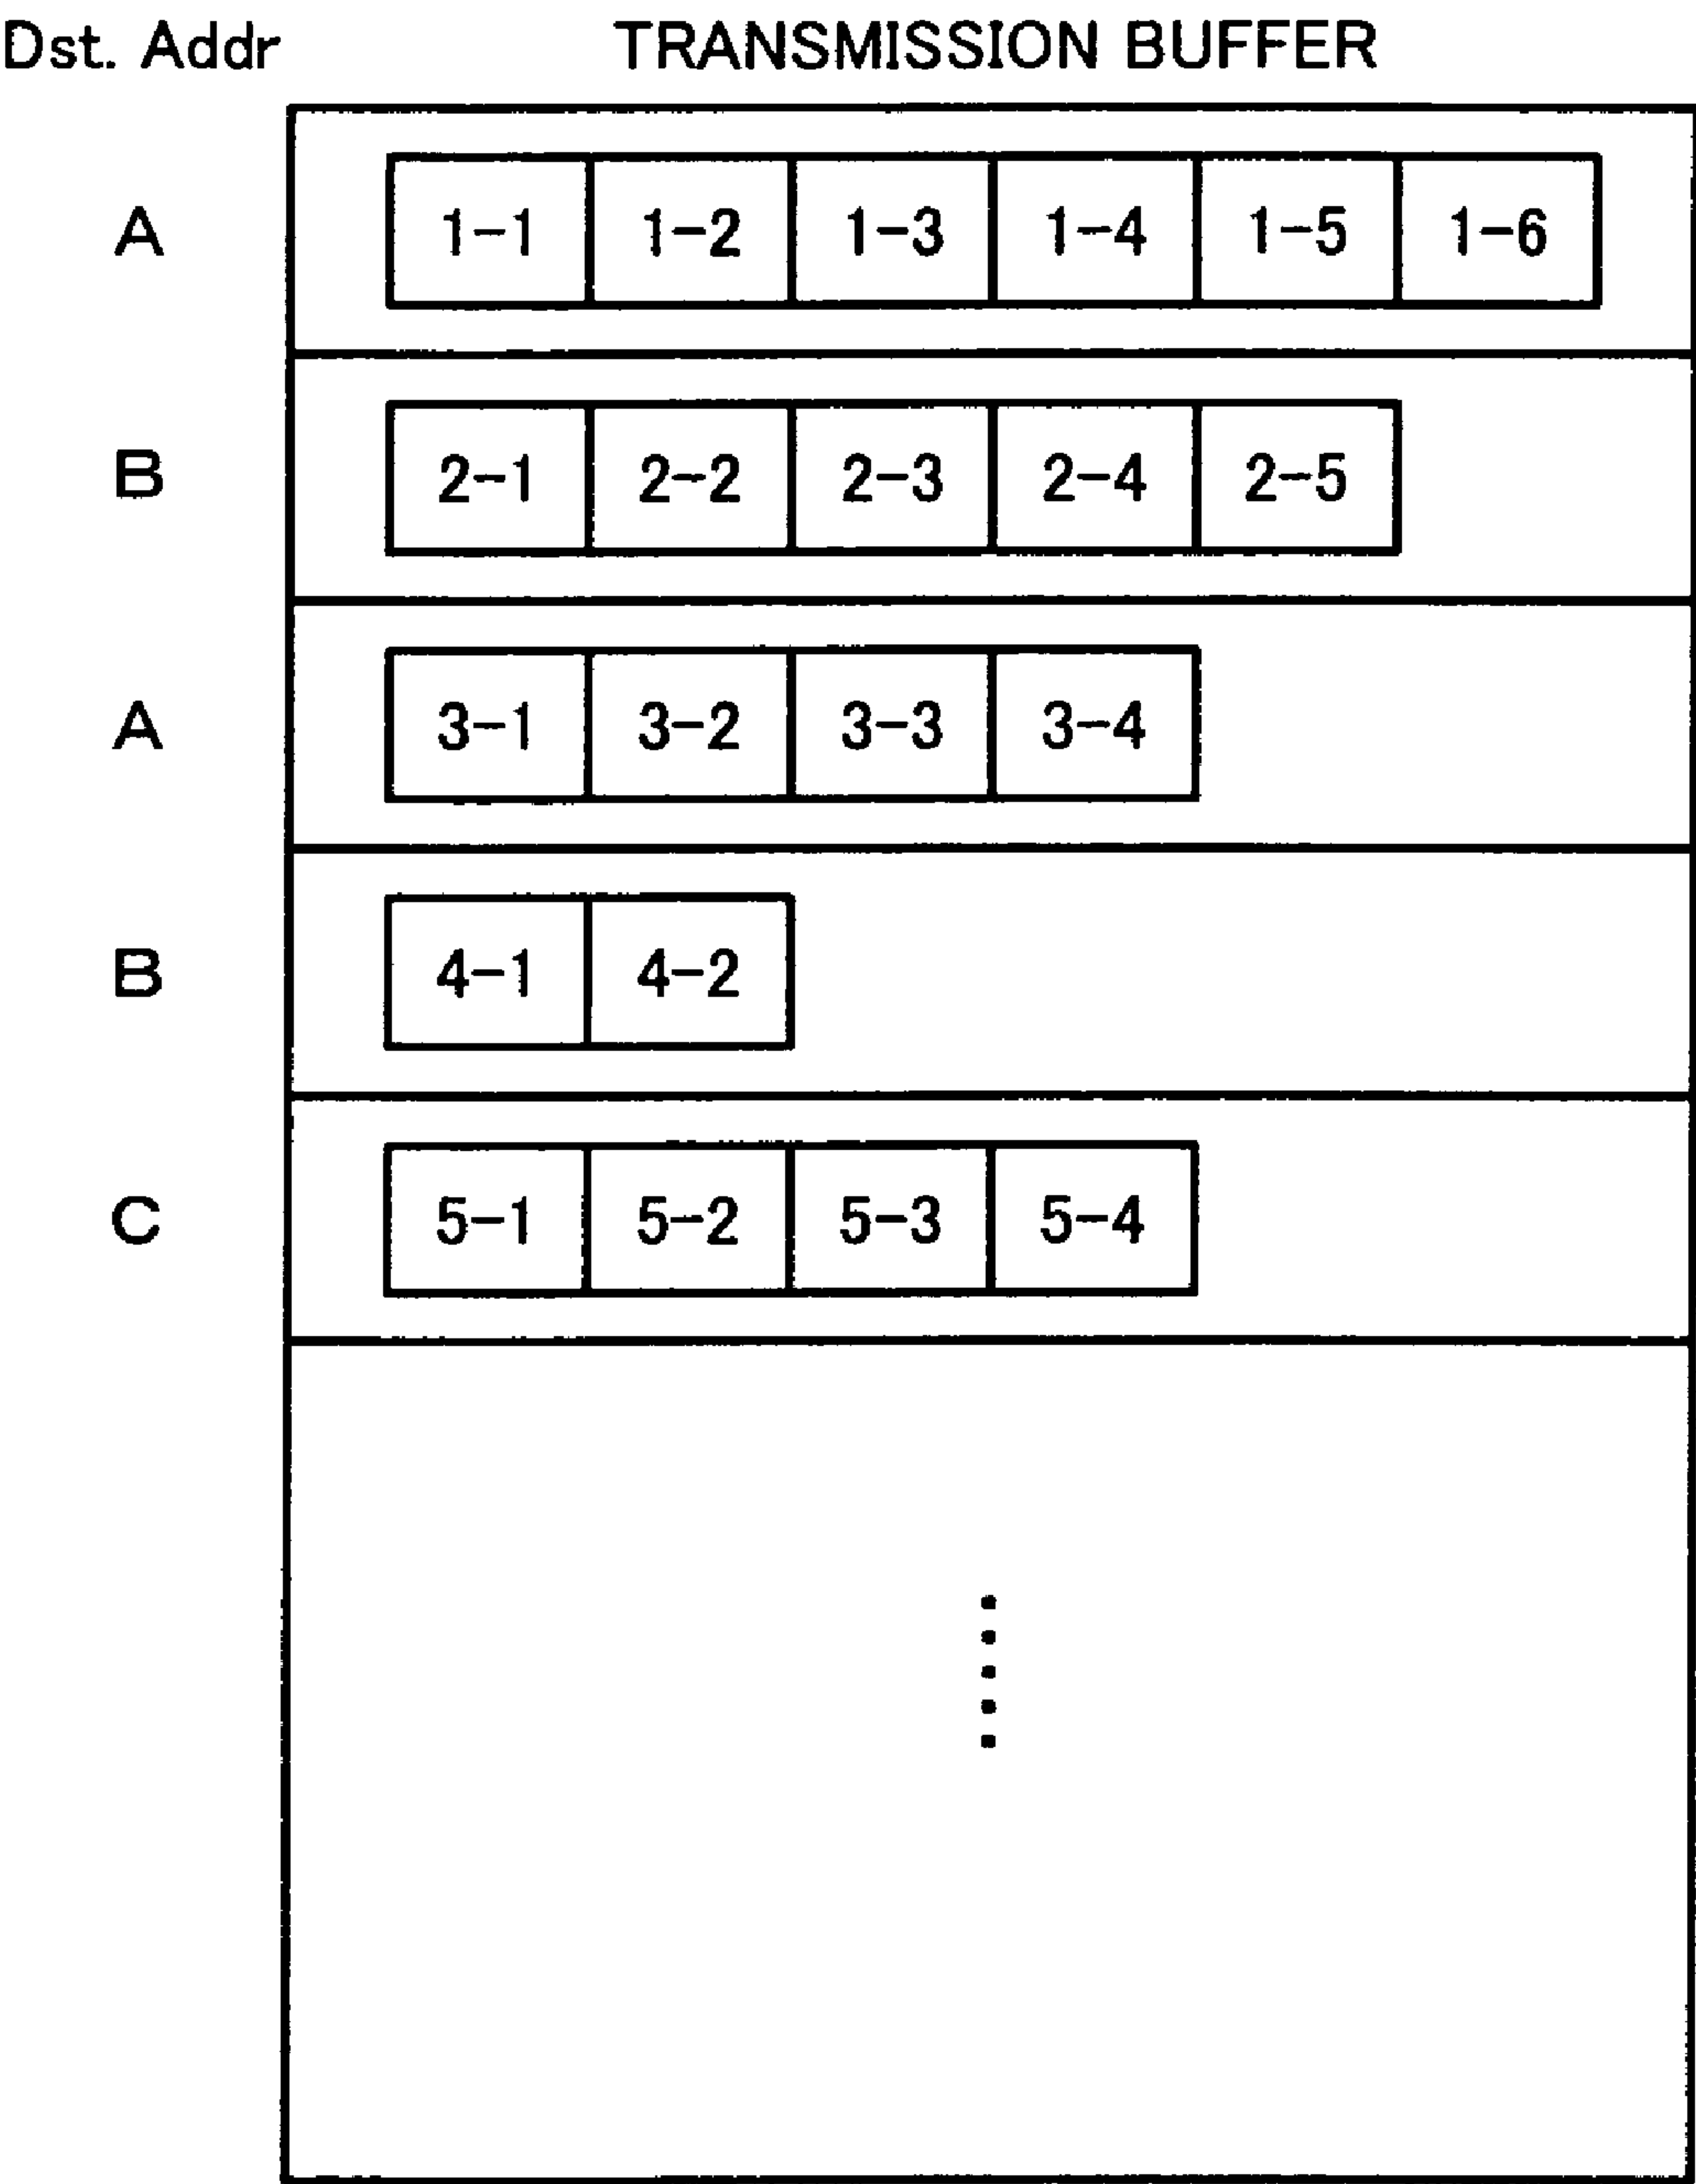 Dst. Addr TRANSMISSION BUFFER
A 1-1 1-2 1-3 1-4 1-5 1-6
B 2-1 2-2 2-3 2-4 2-5
A 3-1 3-2 3-3 3-4
B 4-1 4-2
C 5-1 5-2 5-3 5-4